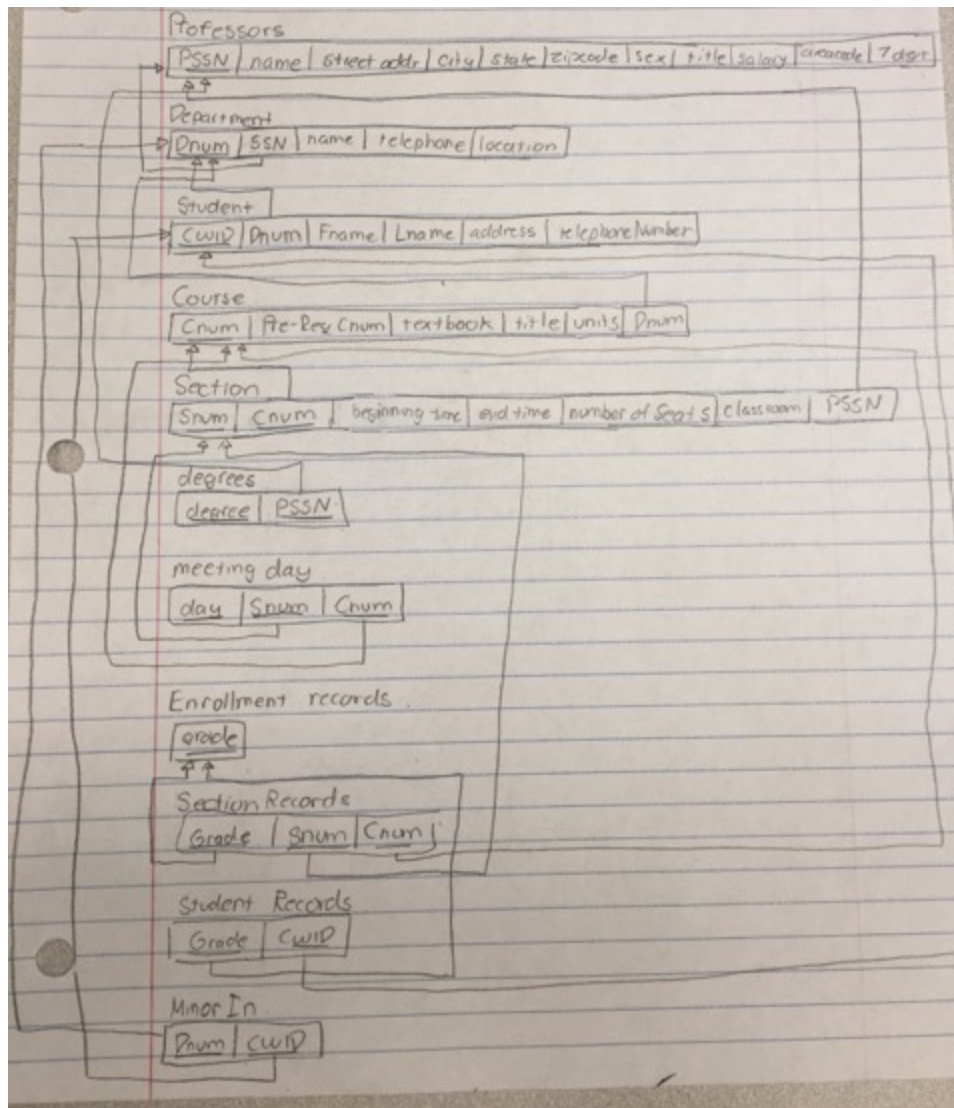 Professors
PSSN name street addr City state zipcode sex title salary areacode 7 digit
Department
Dnum SSN name telephone location
Student
CWID Dnum Fname Lname address telephone Number
Course
Cnum Pre-Req Cnum textbook title units Dnum
Section
Snum Cnum beginning time end time number of Seats classroom PSSN
degrees
degree PSSN
meeting day
day Snum Cnum
Enrollment records
grade
Section Records
Grade Snum Cnum
Student Records
Grade CWID
Minor In
Dnum CWID